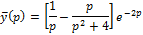 ȳ(p) = [1/p − p/(p² + 4)] e^(−2p)